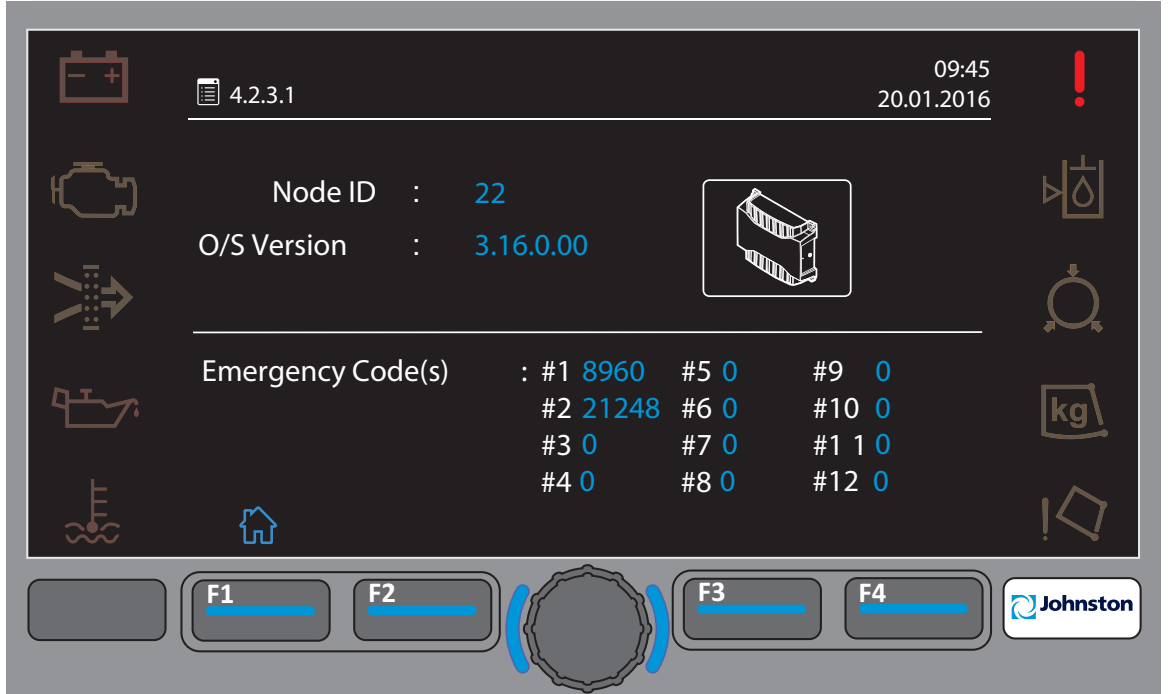 09:45
4.2.3.1
20.01.2016
Node ID : 22
O/S Version : 3.16.0.00
Emergency Code(s) : #1 8960 #5 0 #9 0
#2 21248 #6 0 #10 0
#3 0 #7 0 #1 1 0
#4 0 #8 0 #12 0
kg
F1 F2 F3 F4
Johnston